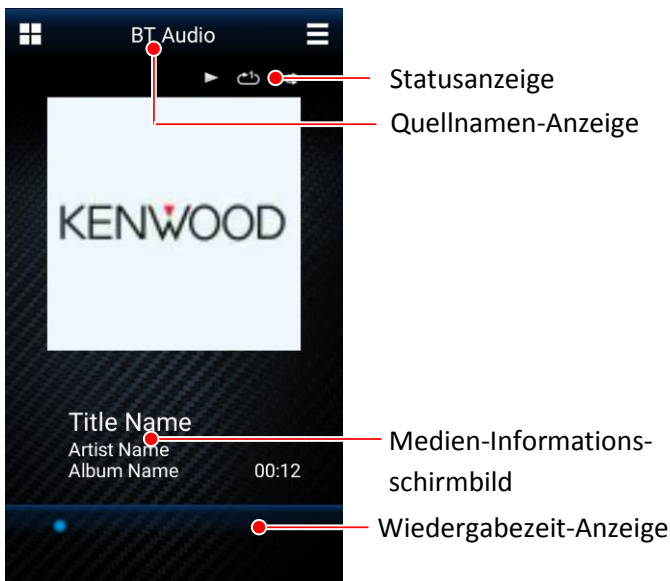 BT Audio
Statusanzeige
Quellnamen-Anzeige
KENWOOD
Title Name
Artist Name
Album Name 00:12
Medien-Informations-
schirmbild
Wiedergabezeit-Anzeige